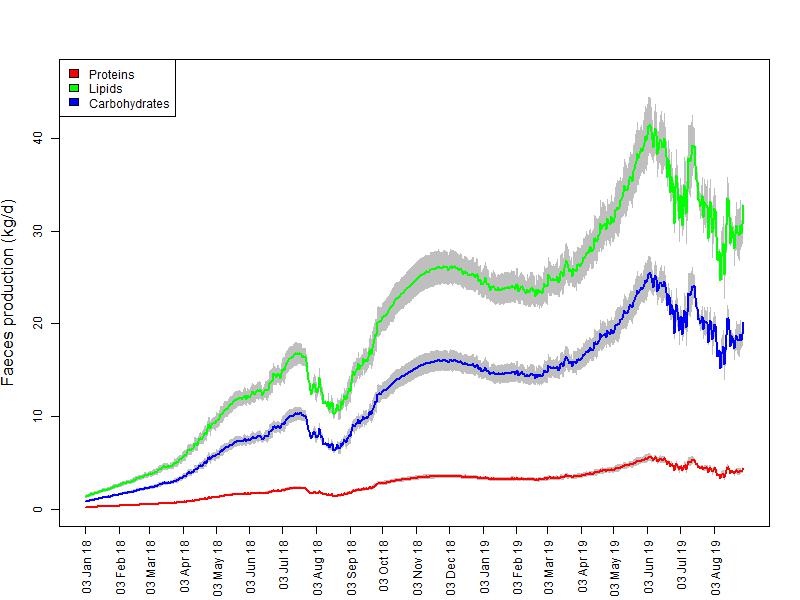 Proteins
Lipids
Carbohydrates
Faeces production (kg/d)
40
30
20
10
0
03 Jan 18
03 Feb 18
03 Mar 18
03 Apr 18
03 May 18
03 Jun 18
03 Jul 18
03 Aug 18
03 Sep 18
03 Oct 18
03 Nov 18
03 Dec 18
03 Jan 19
03 Feb 19
03 Mar 19
03 Apr 19
03 May 19
03 Jun 19
03 Jul 19
03 Aug 19